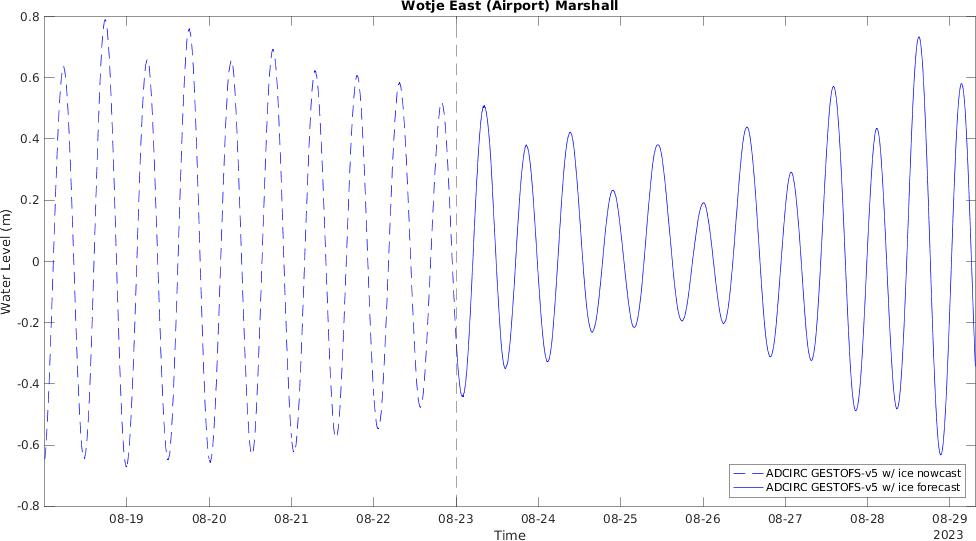 Wotje East (Airport) Marshall
0.8
0.6
0.4
0.2
0
-0.2
-0.4
-0.6
-0.8
Water Level (m)
ADCIRC GESTOFS-v5 w/ ice nowcast
ADCIRC GESTOFS-v5 w/ ice forecast
08-19 08-20 08-21 08-22 08-23 08-24 08-25 08-26 08-27 08-28 08-29
Time
2023